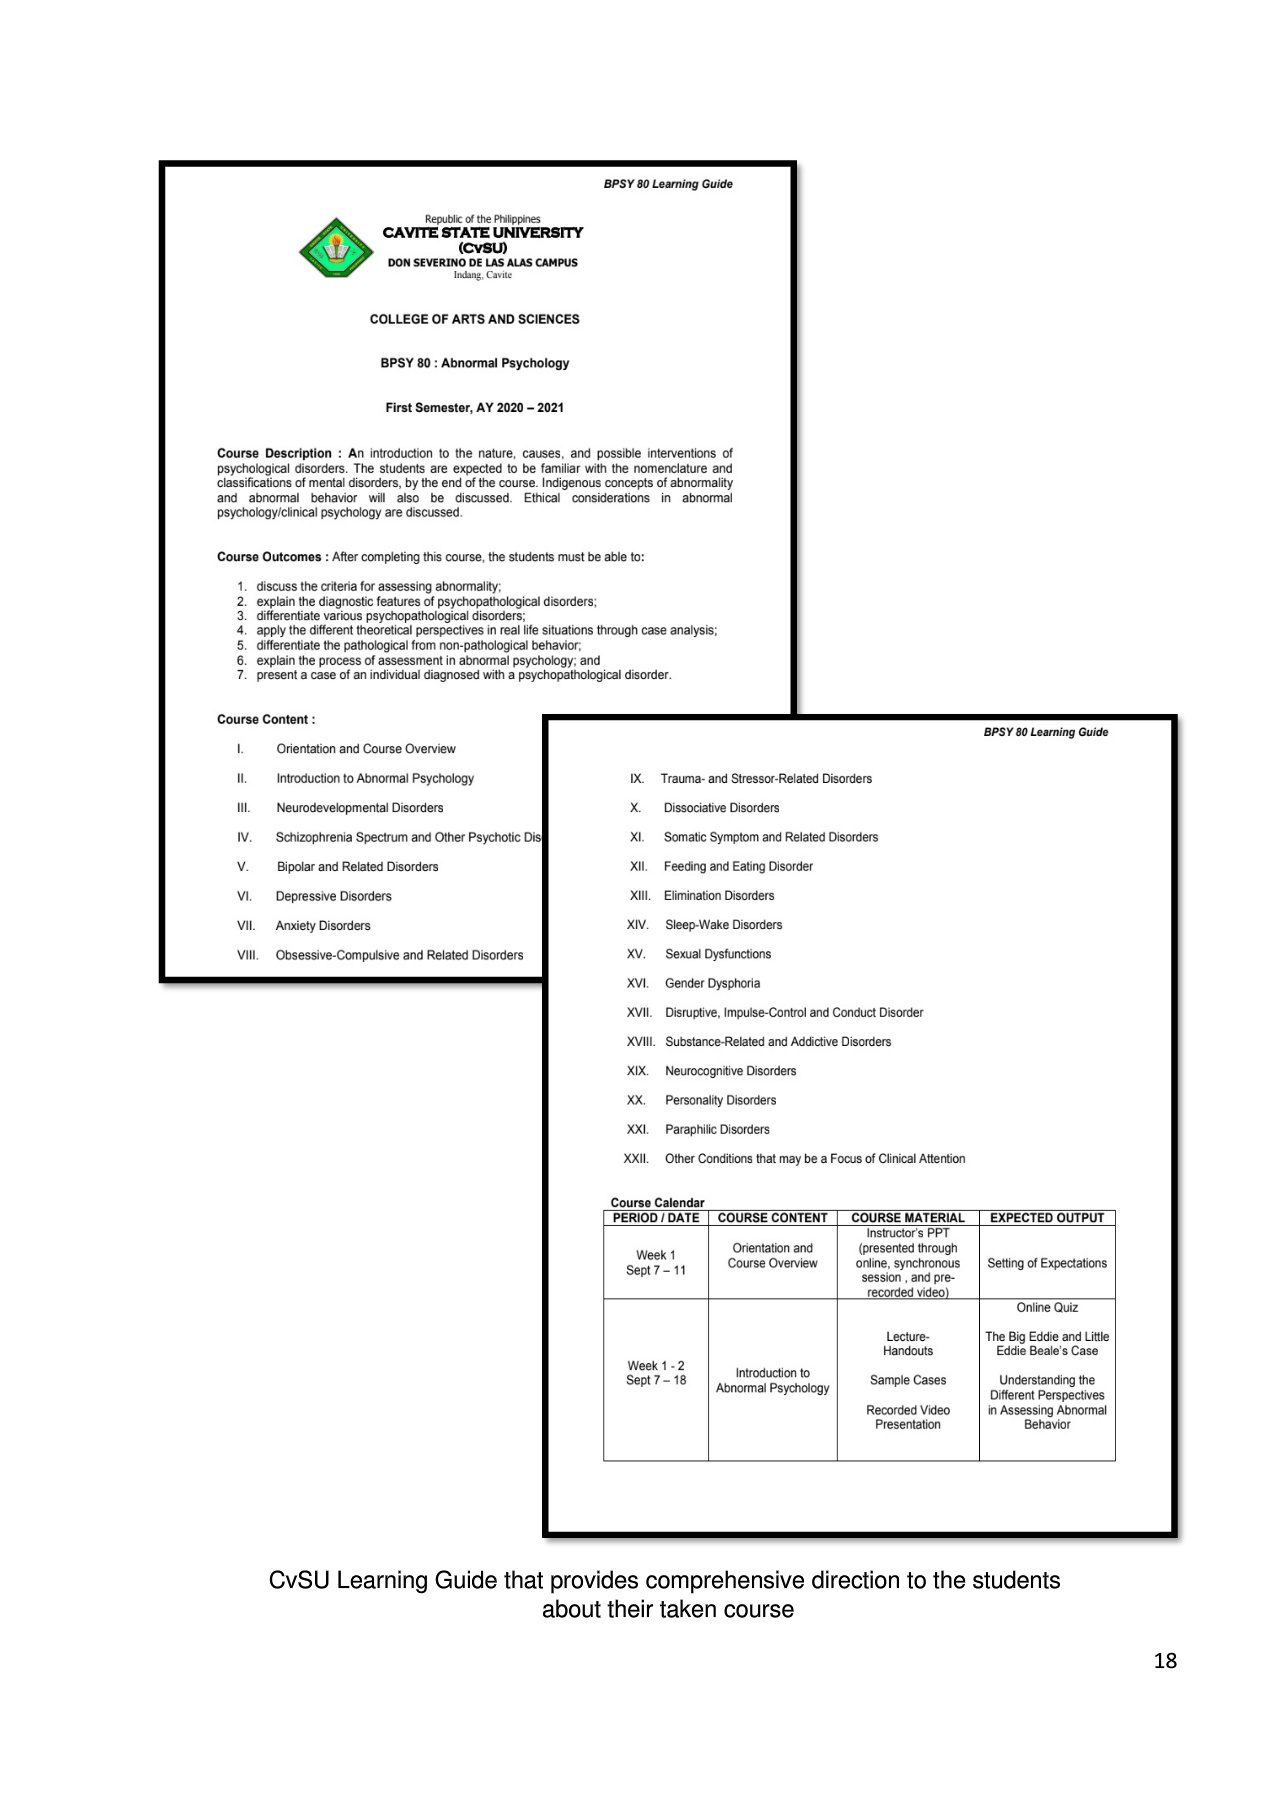 BPSY 80 Learning Guide
Republic of the Philippines
CAVITE STATE UNIVERSITY
(CvSU)
DON SEVERINO DE LAS ALAS CAMPUS
Indang, Cavite
COLLEGE OF ARTS AND SCIENCES
BPSY 80 : Abnormal Psychology
First Semester, AY 2020 – 2021
Course Description : An introduction to the nature, causes, and possible interventions of
psychological disorders. The students are expected to be familiar with the nomenclature and
classifications of mental disorders, by the end of the course. Indigenous concepts of abnormality
and abnormal behavior will also be discussed. Ethical considerations in abnormal
psychology/clinical psychology are discussed.
Course Outcomes : After completing this course, the students must be able to:
1. discuss the criteria for assessing abnormality;
2. explain the diagnostic features of psychopathological disorders;
3. differentiate various psychopathological disorders;
4. apply the different theoretical perspectives in real life situations through case analysis;
5. differentiate the pathological from non-pathological behavior;
6. explain the process of assessment in abnormal psychology; and
7. present a case of an individual diagnosed with a psychopathological disorder.
Course Content :
I. Orientation and Course Overview
II. Introduction to Abnormal Psychology
III. Neurodevelopmental Disorders
IV. Schizophrenia Spectrum and Other Psychotic Dis
V. Bipolar and Related Disorders
VI. Depressive Disorders
VII. Anxiety Disorders
VIII. Obsessive-Compulsive and Related Disorders
BPSY 80 Learning Guide
IX. Trauma- and Stressor-Related Disorders
X. Dissociative Disorders
XI. Somatic Symptom and Related Disorders
XII. Feeding and Eating Disorder
XIII. Elimination Disorders
XIV. Sleep-Wake Disorders
XV. Sexual Dysfunctions
XVI. Gender Dysphoria
XVII. Disruptive, Impulse-Control and Conduct Disorder
XVIII. Substance-Related and Addictive Disorders
XIX. Neurocognitive Disorders
XX. Personality Disorders
XXI. Paraphilic Disorders
XXII. Other Conditions that may be a Focus of Clinical Attention
Course Calendar
PERIOD / DATE COURSE CONTENT COURSE MATERIAL EXPECTED OUTPUT
Week 1
Sept 7 – 11
Orientation and
Course Overview
Instructor's PPT
(presented through
online, synchronous
session , and pre-
recorded video)
Setting of Expectations
Week 1 - 2
Sept 7 – 18
Introduction to
Abnormal Psychology
Lecture-
Handouts
Sample Cases
Recorded Video
Presentation
Online Quiz
The Big Eddie and Little
Eddie Beale's Case
Understanding the
Different Perspectives
in Assessing Abnormal
Behavior
CvSU Learning Guide that provides comprehensive direction to the students
about their taken course
18